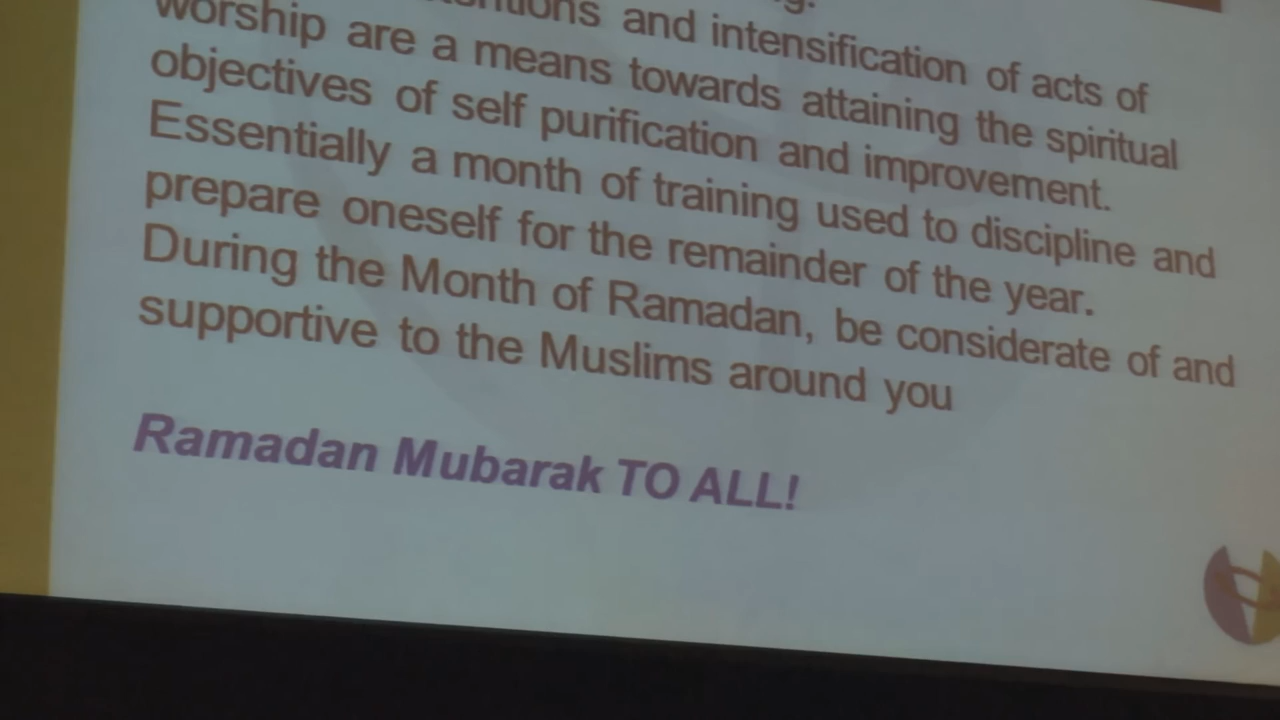 and intensification of acts of
worship are a means towards attaining the spiritual
objectives of self purification and improvement.
Essentially a month of training used to discipline and
prepare oneself for the remainder of the year.
During the Month of Ramadan, be considerate of and
supportive to the Muslims around you
Ramadan Mubarak TO ALL!